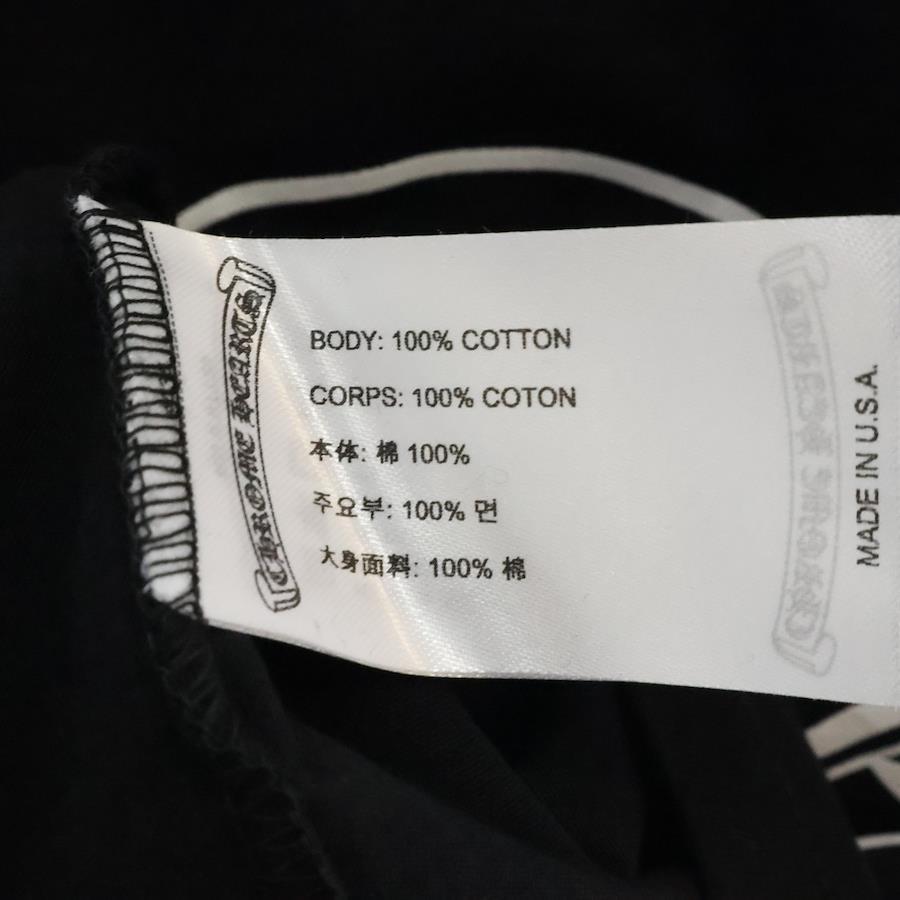 CHROME HEARTS
BODY: 100% COTTON
CORPS: 100% COTON
本体: 棉 100%
주요부: 100% 면
大身面料: 100% 棉
MADE IN U.S.A.